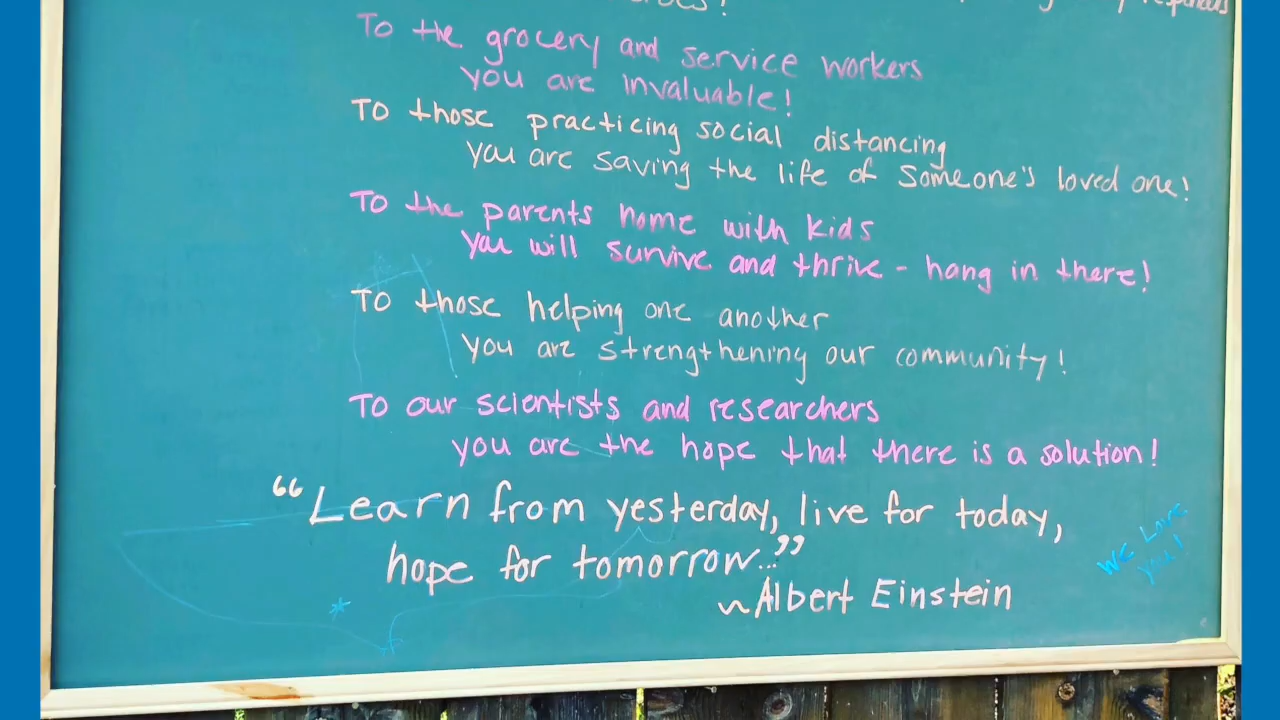 To the grocery and service workers
you are invaluable!
To those practicing social distancing
you are saving the life of someone's loved one!
To the parents home with kids
you will survive and thrive - hang in there!
To those helping one another
you are strengthening our community!
To our scientists and researchers
you are the hope that there is a solution!
"Learn from yesterday, live for today,
hope for tomorrow..."
~Albert Einstein
We Love
you!